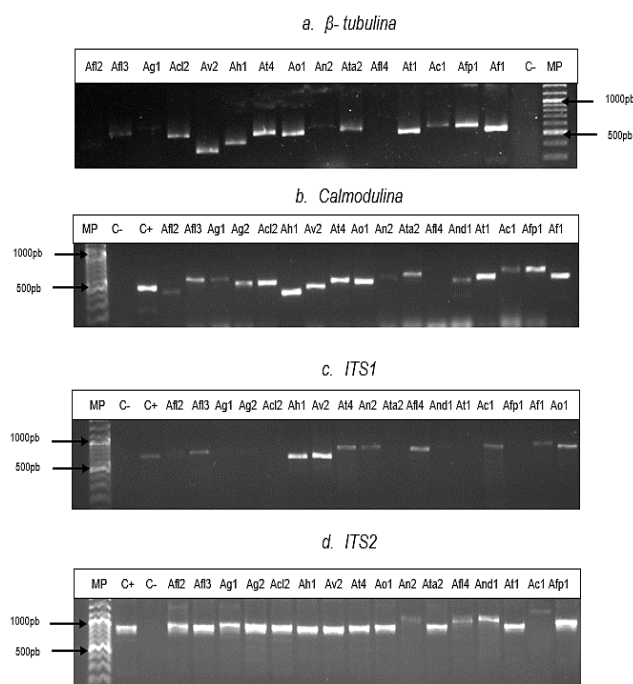 a. β- tubulina
Afl2 Afl3 Ag1 Acl2 Av2 Ah1 At4 Ao1 An2 Ata2 Afl4 At1 Ac1 Afp1 Af1 C- MP
1000pb
500pb
b. Calmodulina
MP C- C+ Afl2 Afl3 Ag1 Ag2 Acl2 Ah1 Av2 At4 Ao1 An2 Ata2 Afl4 And1 At1 Ac1 Afp1 Af1
1000pb
500pb
c. ITS1
MP C- C+ Afl2 Afl3 Ag1 Ag2 Acl2 Ah1 Av2 At4 An2 Ata2 Afl4 And1 At1 Ac1 Afp1 Af1 Ao1
1000pb
500pb
d. ITS2
MP C+ C- Afl2 Afl3 Ag1 Ag2 Acl2 Ah1 Av2 At4 Ao1 An2 Ata2 Afl4 And1 At1 Ac1 Afp1
1000pb
500pb